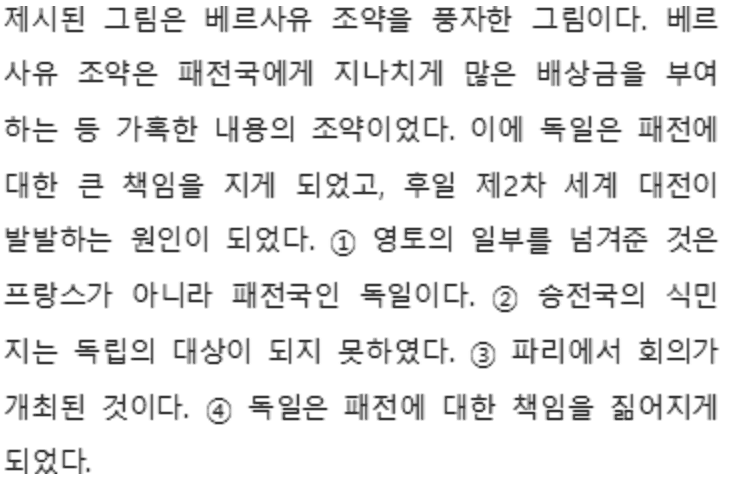 제시된 그림은 베르사유 조약을 풍자한 그림이다. 베르
사유 조약은 패전국에게 지나치게 많은 배상금을 부여
하는 등 가혹한 내용의 조약이었다. 이에 독일은 패전에
대한 큰 책임을 지게 되었고, 후일 제2차 세계 대전이
발발하는 원인이 되었다. ① 영토의 일부를 넘겨준 것은
프랑스가 아니라 패전국인 독일이다. ② 승전국의 식민
지는 독립의 대상이 되지 못하였다. ③ 파리에서 회의가
개최된 것이다. ④ 독일은 패전에 대한 책임을 짊어지게
되었다.